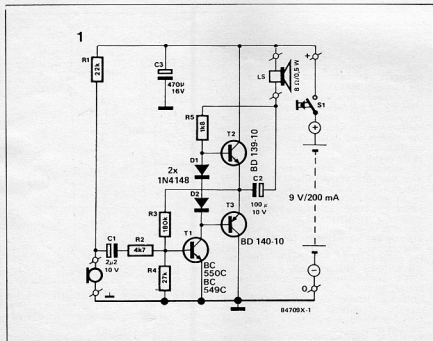 1
R1
22k
C3
470µ
16V
R5
1k8
T2
BD 139-10
LS
8 Ω/0,5 W
+
S1
D1
2x
1N4148
D2
C2
100µ
10 V
T3
BD 140-10
9 V/200 mA
R3
180k
C1
2µ2
10 V
R2
4k7
T1
R4
27k
BC
550C
BC
549C
0
84709X-1